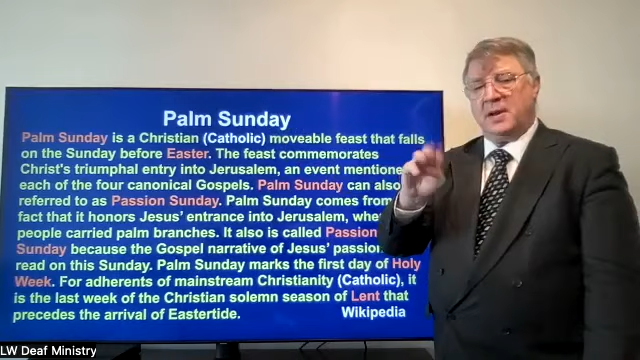 Palm Sunday
Palm Sunday is a Christian (Catholic) moveable feast that falls
on the Sunday before Easter. The feast commemorates
Christ's triumphal entry into Jerusalem, an event mentione
each of the four canonical Gospels. Palm Sunday can also
referred to as Passion Sunday. Palm Sunday comes from
fact that it honors Jesus' entrance into Jerusalem, whe
people carried palm branches. It also is called Passion
Sunday because the Gospel narrative of Jesus' passion
read on this Sunday. Palm Sunday marks the first day of Holy
Week. For adherents of mainstream Christianity (Catholic), it
is the last week of the Christian solemn season of Lent that
precedes the arrival of Eastertide. Wikipedia
LW Deaf Ministry